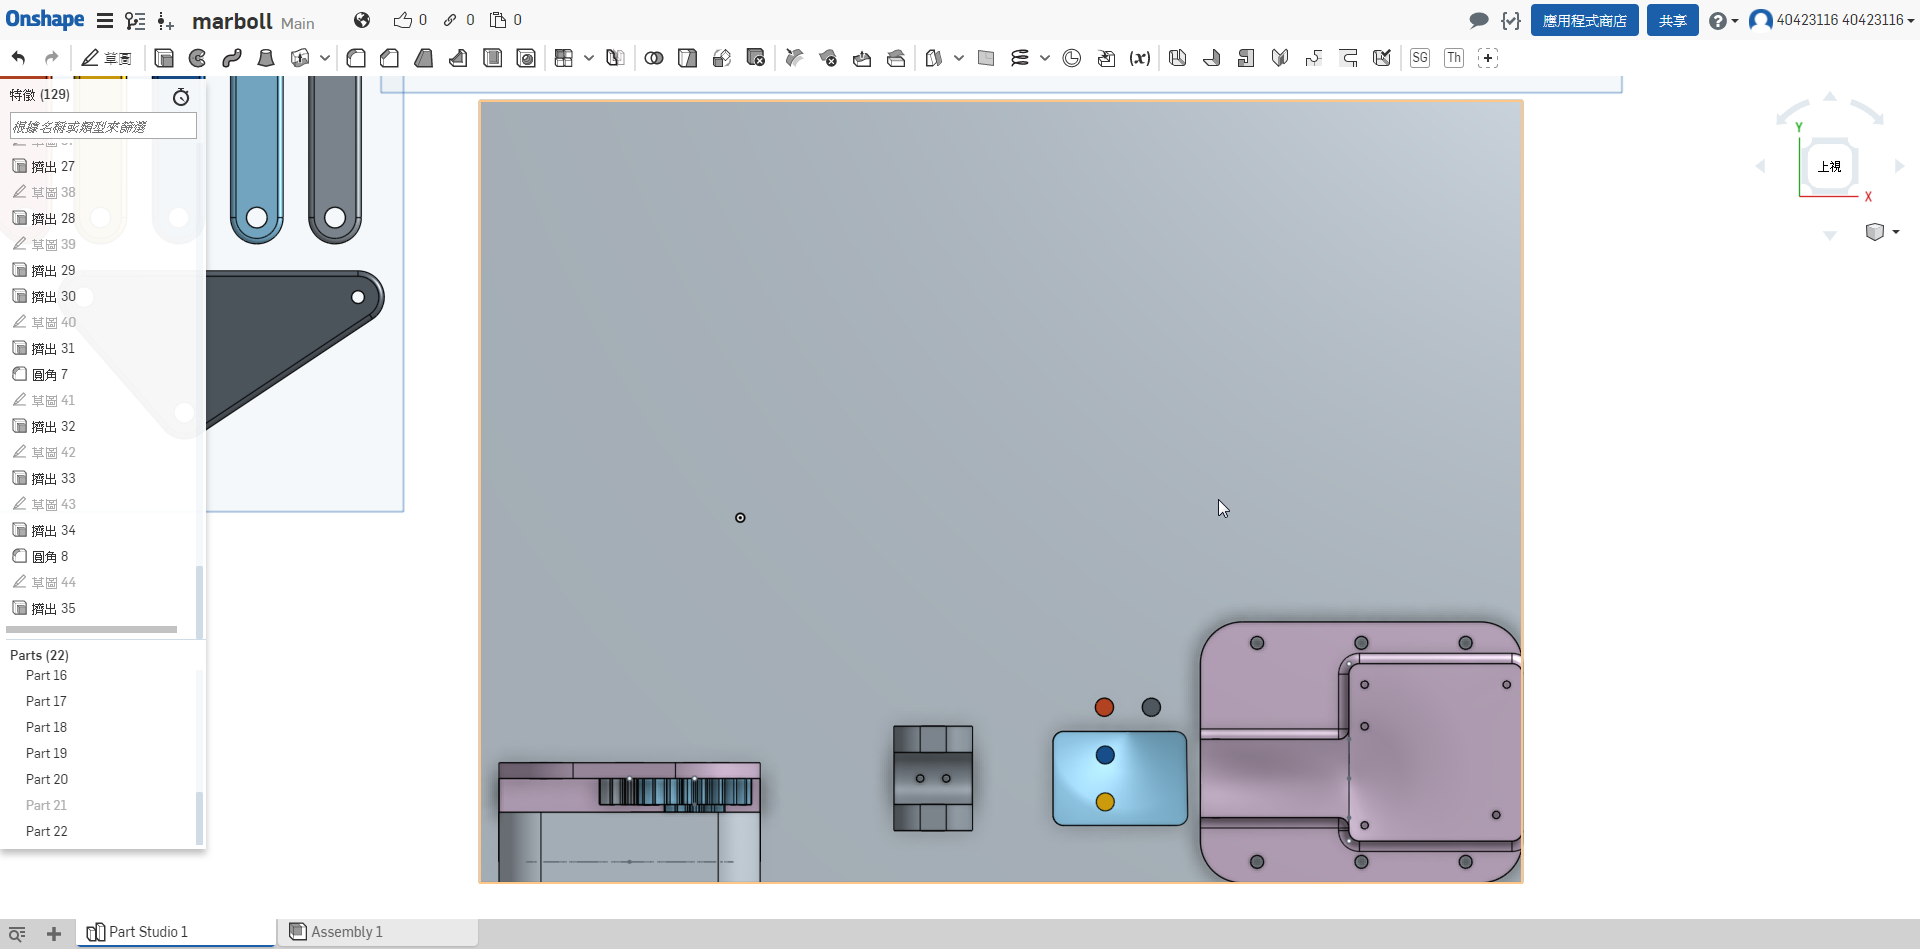 Onshape marboll Main 0 0 0 應用程式商店 共享 40423116 40423116
草圖 (x) SG Th
特徵 (129)
根據名稱或類型來篩選
擠出 27
草圖 38
擠出 28
草圖 39
擠出 29
擠出 30
草圖 40
擠出 31
圓角 7
草圖 41
擠出 32
草圖 42
擠出 33
草圖 43
擠出 34
圓角 8
草圖 44
擠出 35
Parts (22)
Part 16
Part 17
Part 18
Part 19
Part 20
Part 21
Part 22
Y
上視
X
Part Studio 1
Assembly 1